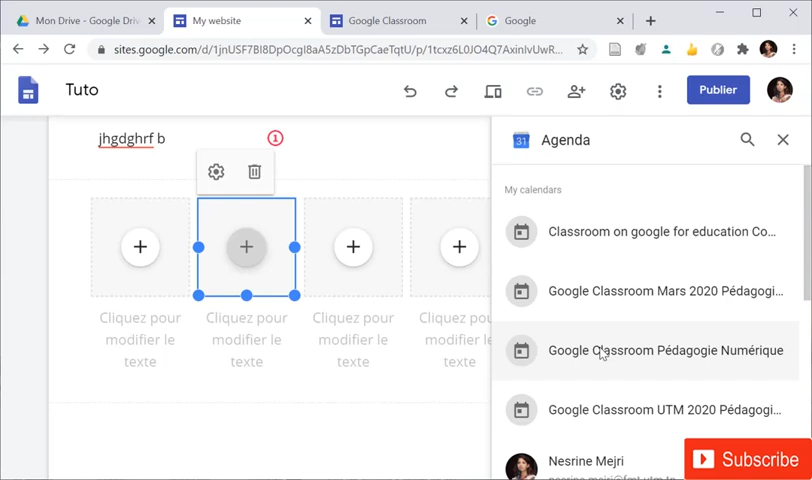 Mon Drive - Google Drive
My website
Google Classroom
Google
sites.google.com/d/1jnUSF7BI8DpOcgI8aA5zDbTGpCaeTqtU/p/1tcxz6L0JO4Q7AxinIvUwR...
Tuto
Publier
jhgdghrf b
1
31
Agenda
My calendars
Classroom on google for education Co...
Google Classroom Mars 2020 Pédagogi...
Google Classroom Pédagogie Numérique
Google Classroom UTM 2020 Pédagogi...
Nesrine Mejri
Cliquez pour modifier le texte
Cliquez pour modifier le texte
Cliquez pour modifier le texte
Cliquez p
modifier
texte
Subscribe